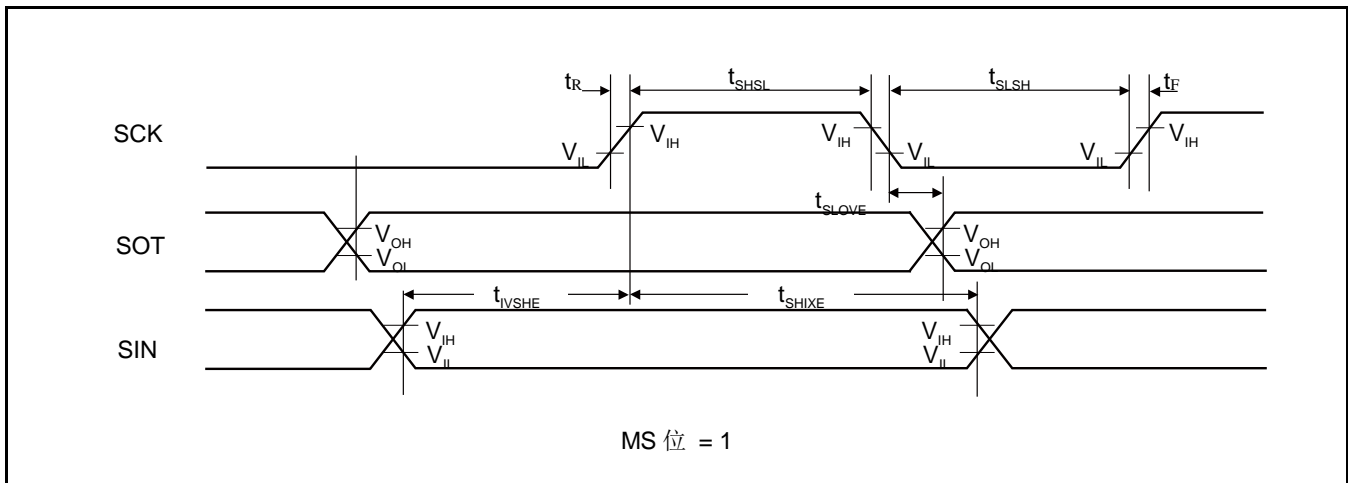 tR tSHSL tSLSH tF
SCK
VIH VIH VIH
VIL VIL VIL
tSLOVE
SOT
VOH VOH
VOL VOL
tIVSHE tSHIXE
SIN
VIH VIH
VIL VIL
MS 位 = 1